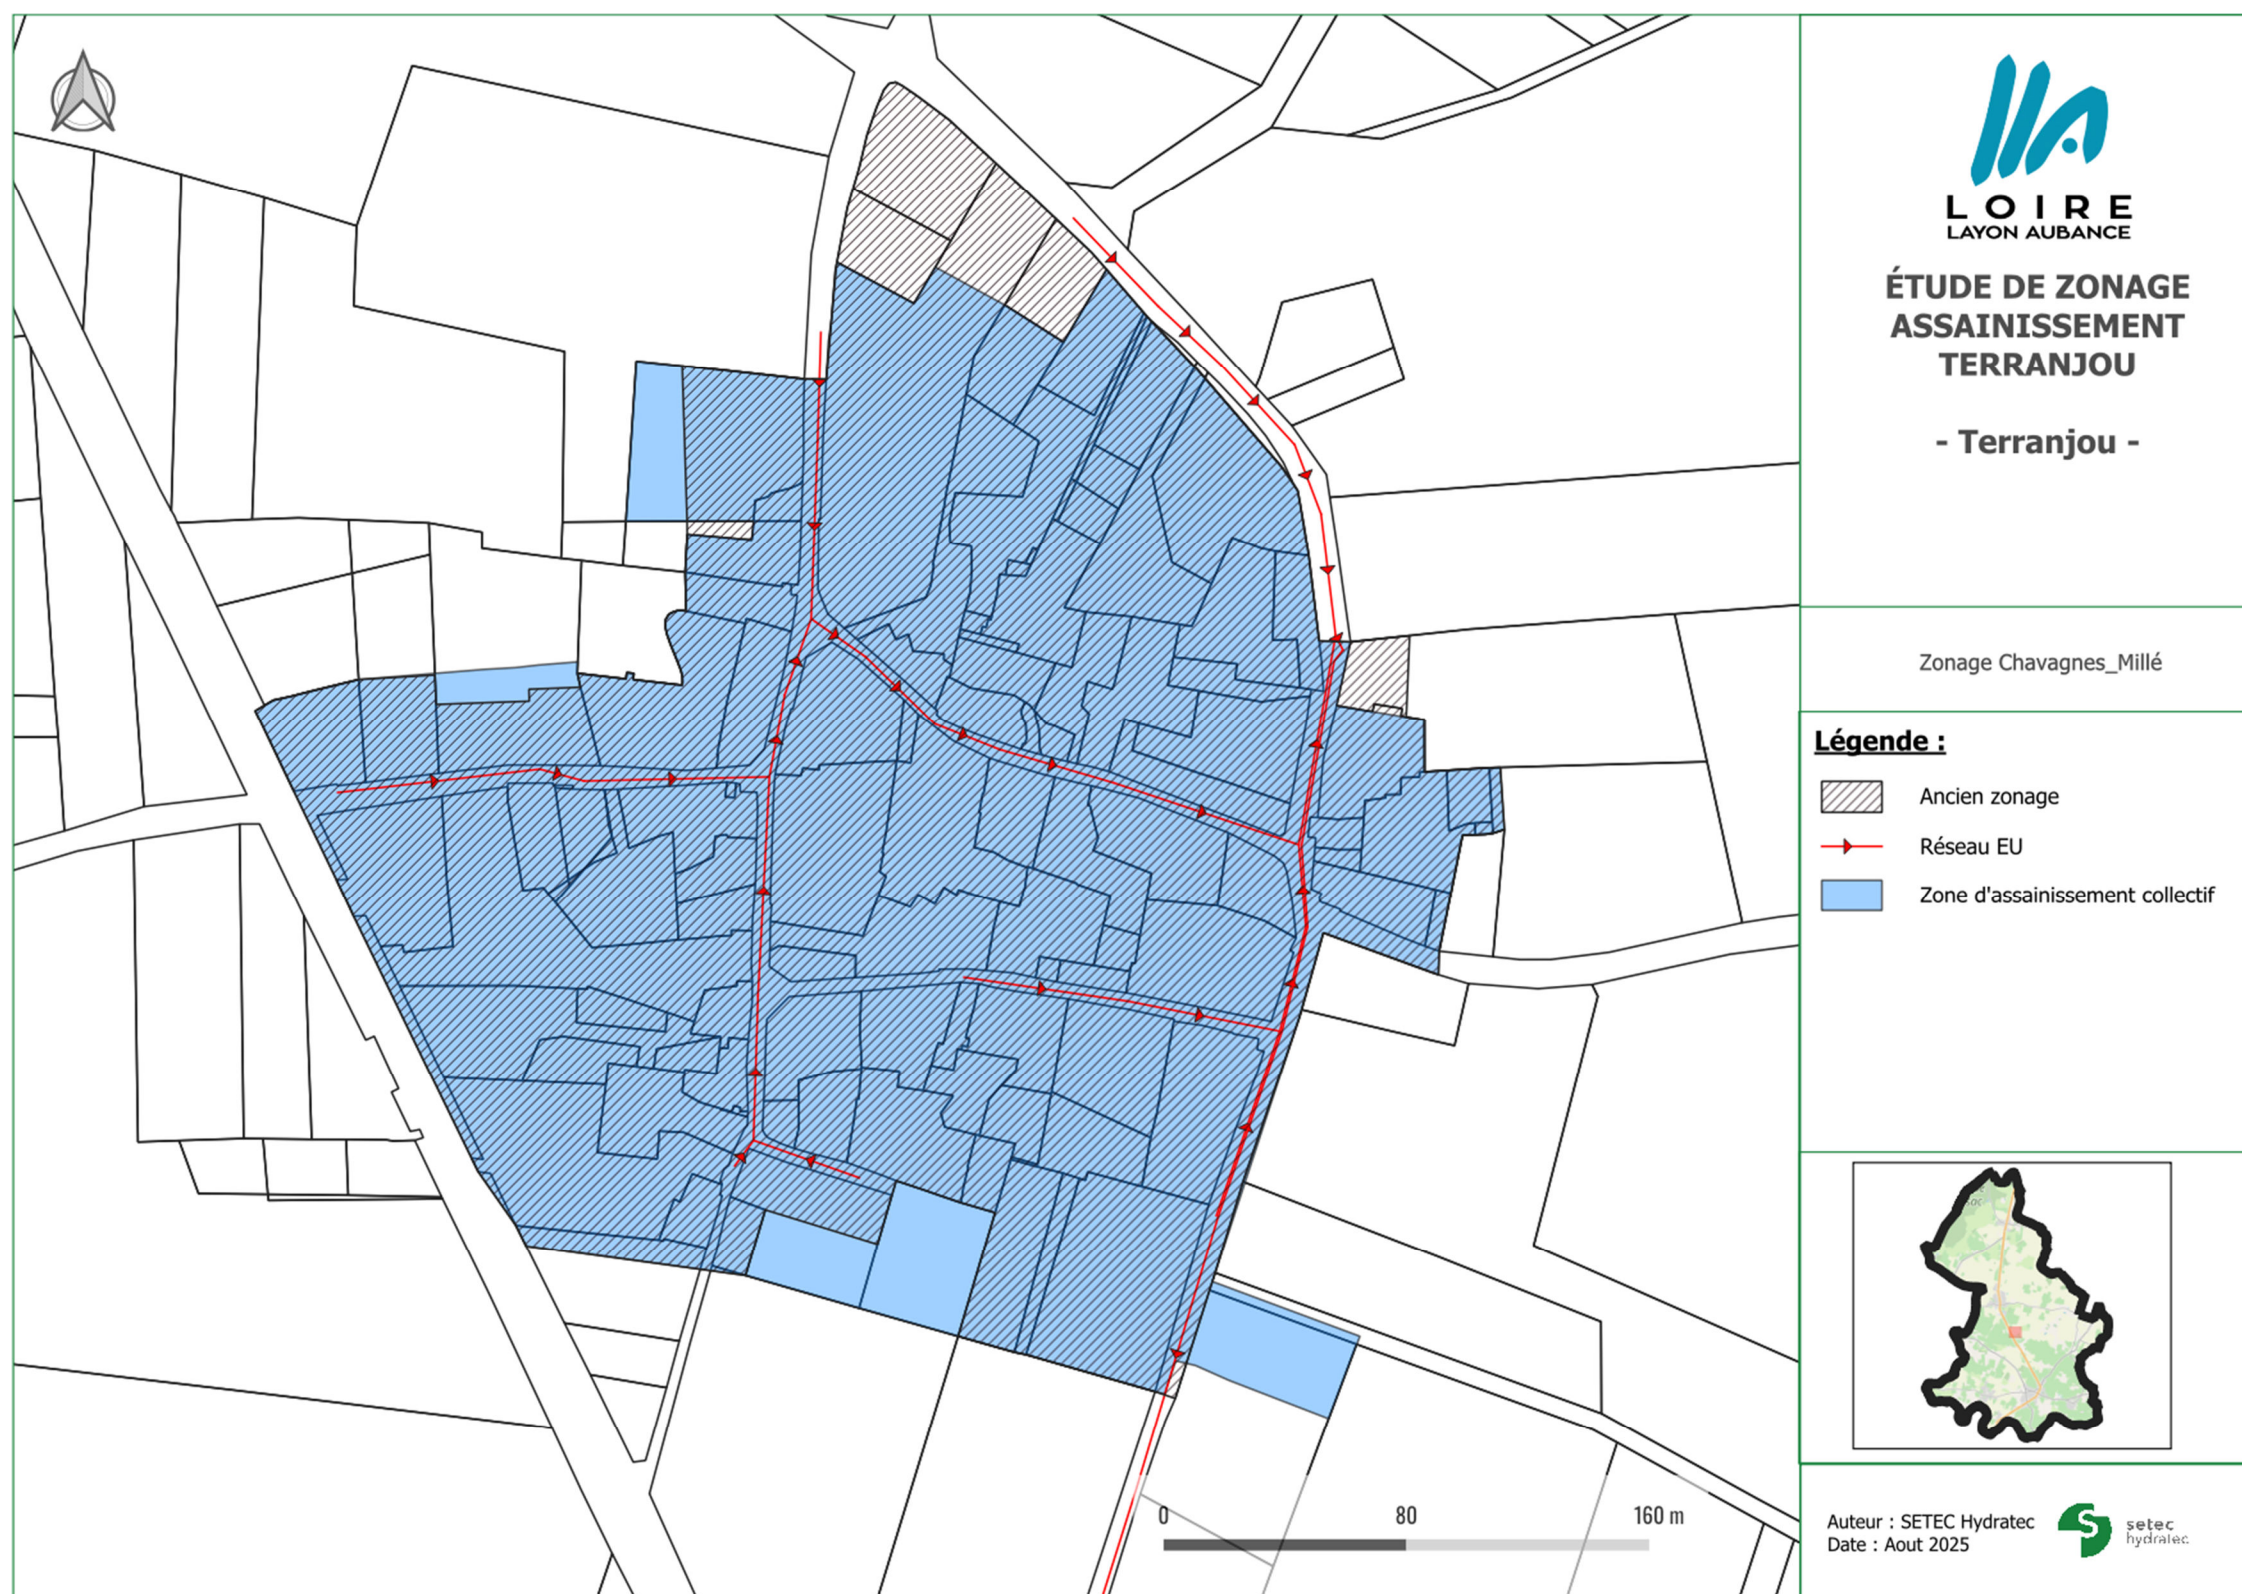 LOIRE
LAYON AUBANCE
ÉTUDE DE ZONAGE
ASSAINISSEMENT
TERRANJOU
- Terranjou -
Zonage Chavagnes_Millé
Légende :
Ancien zonage
Réseau EU
Zone d'assainissement collectif
0 80 160 m
Auteur : SETEC Hydratec
Date : Aout 2025
setec
hydratec